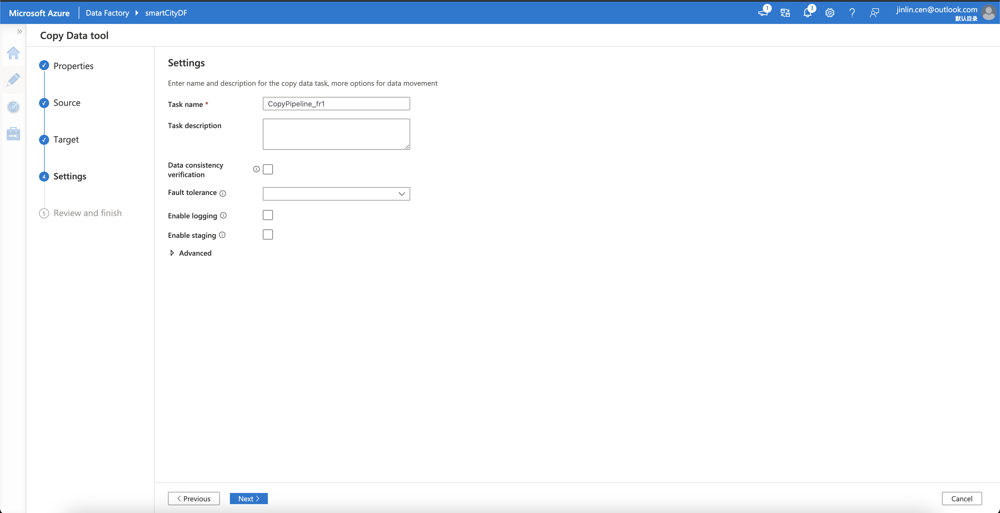 Microsoft Azure
Data Factory
smartCityDF
1
3
jinlin.cen@outlook.com
默认目录
Copy Data tool
Properties
Source
Target
4 Settings
5 Review and finish
Settings
Enter name and description for the copy data task, more options for data movement
Task name * CopyPipeline_fr1
Task description
Data consistency
verification
Fault tolerance
Enable logging
Enable staging
Advanced
Previous
Next
Cancel